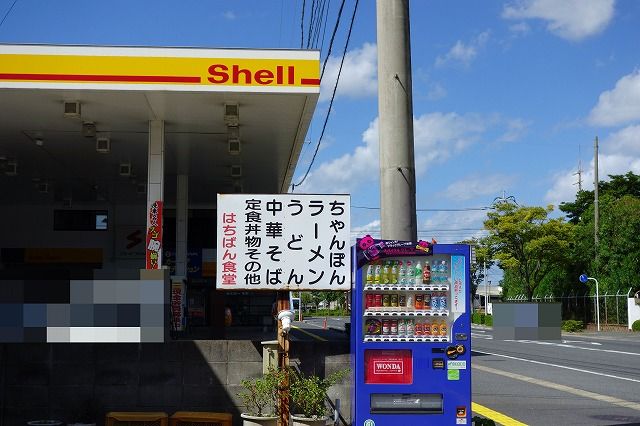 Shell
ちゃんぽん
ラーメン
うどん
中華そば
定食丼物その他
はちばん食堂
WONDA